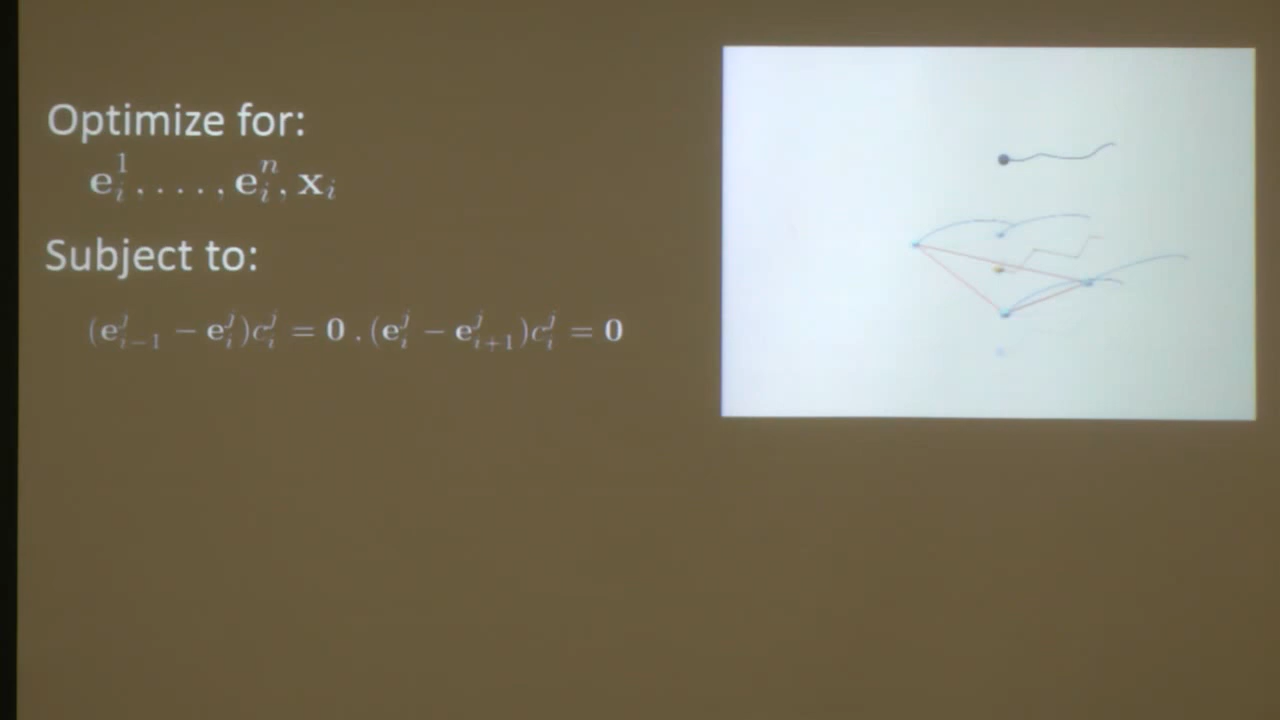 Optimize for:
e_i^1, . . . , e_i^n, x_i
Subject to:
(e_{i−1}^j − e_i^j)c_i^j = 0 , (e_i^j − e_{i+1}^j)c_i^j = 0